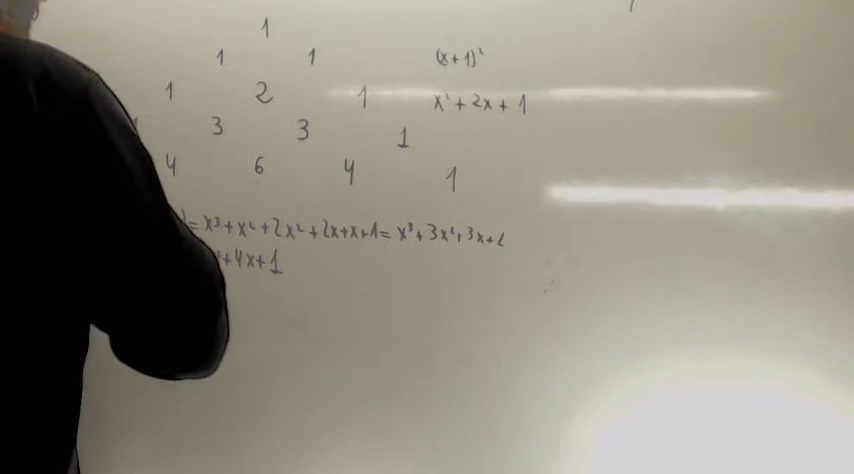 1
1 1 (x+1)²
1 2 1 x²+2x+1
3 3 1
4 6 4 1
=x³+x²+2x²+2x+x+1=x³+3x²+3x+1
+4x+1